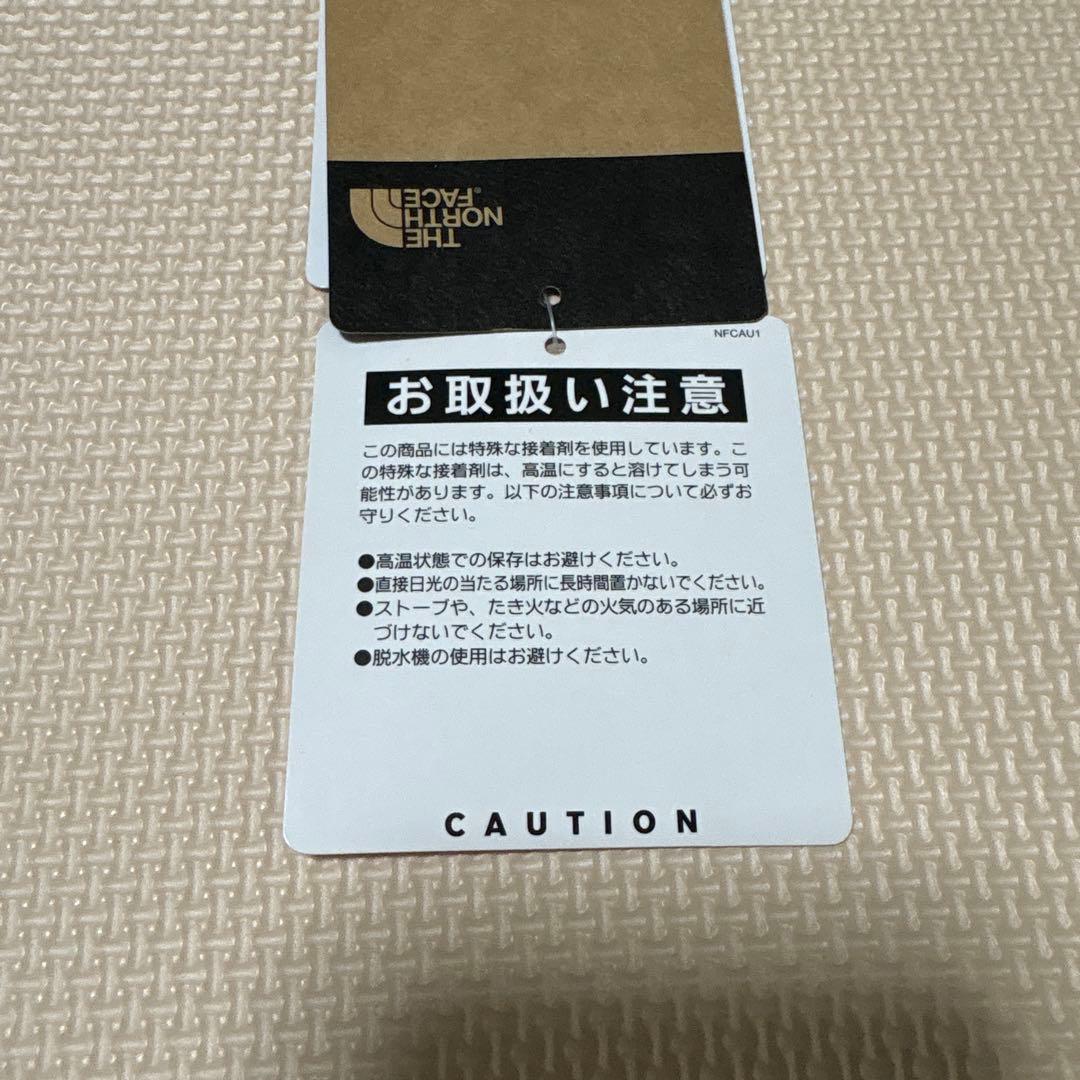 THE
NORTH
FACE®
NFCAU1
お取扱い注意
この商品には特殊な接着剤を使用しています。こ
の特殊な接着剤は、高温にすると溶けてしまう可
能性があります。以下の注意事項について必ずお
守りください。
●高温状態での保存はお避けください。
●直接日光の当たる場所に長時間置かないでください。
●ストーブや、たき火などの火気のある場所に近
づけないでください。
●脱水機の使用はお避けください。
CAUTION